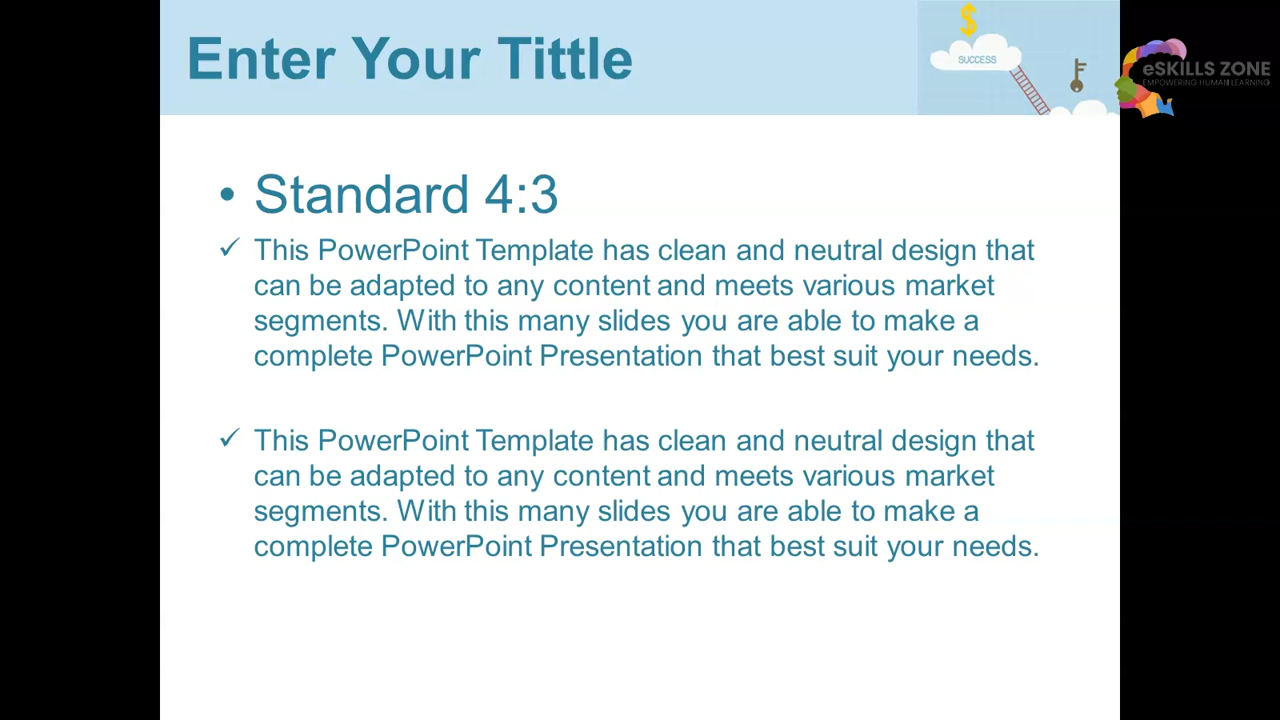 Enter Your Tittle
SUCCESS
eSKILLS ZONE
EMPOWERING HUMAN LEARNING
• Standard 4:3
✓ This PowerPoint Template has clean and neutral design that
can be adapted to any content and meets various market
segments. With this many slides you are able to make a
complete PowerPoint Presentation that best suit your needs.
✓ This PowerPoint Template has clean and neutral design that
can be adapted to any content and meets various market
segments. With this many slides you are able to make a
complete PowerPoint Presentation that best suit your needs.